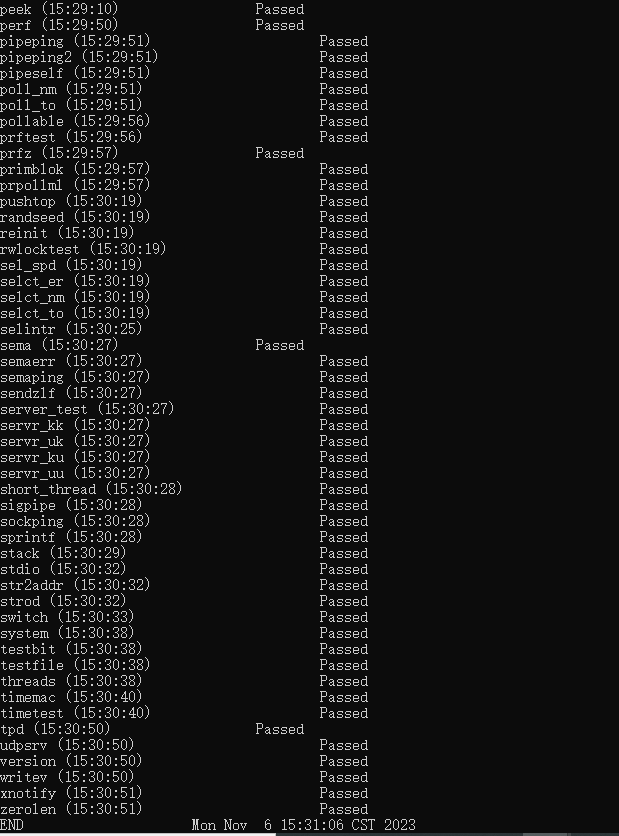 peek (15:29:10) Passed
perf (15:29:50) Passed
pipeping (15:29:51) Passed
pipeping2 (15:29:51) Passed
pipeself (15:29:51) Passed
poll_nm (15:29:51) Passed
poll_to (15:29:51) Passed
pollable (15:29:56) Passed
prftest (15:29:56) Passed
prfz (15:29:57) Passed
primblok (15:29:57) Passed
prpollml (15:29:57) Passed
pushtop (15:30:19) Passed
randseed (15:30:19) Passed
reinit (15:30:19) Passed
rwlocktest (15:30:19) Passed
sel_spd (15:30:19) Passed
selct_er (15:30:19) Passed
selct_nm (15:30:19) Passed
selct_to (15:30:19) Passed
selintr (15:30:25) Passed
sema (15:30:27) Passed
semaerr (15:30:27) Passed
semaping (15:30:27) Passed
sendzlf (15:30:27) Passed
server_test (15:30:27) Passed
servr_kk (15:30:27) Passed
servr_uk (15:30:27) Passed
servr_ku (15:30:27) Passed
servr_uu (15:30:27) Passed
short_thread (15:30:28) Passed
sigpipe (15:30:28) Passed
sockping (15:30:28) Passed
sprintf (15:30:28) Passed
stack (15:30:29) Passed
stdio (15:30:32) Passed
str2addr (15:30:32) Passed
strod (15:30:32) Passed
switch (15:30:33) Passed
system (15:30:38) Passed
testbit (15:30:38) Passed
testfile (15:30:38) Passed
threads (15:30:38) Passed
timemac (15:30:40) Passed
timetest (15:30:40) Passed
tpd (15:30:50) Passed
udpsrv (15:30:50) Passed
version (15:30:50) Passed
writev (15:30:50) Passed
xnotify (15:30:51) Passed
zerolen (15:30:51) Passed
END Mon Nov  6 15:31:06 CST 2023